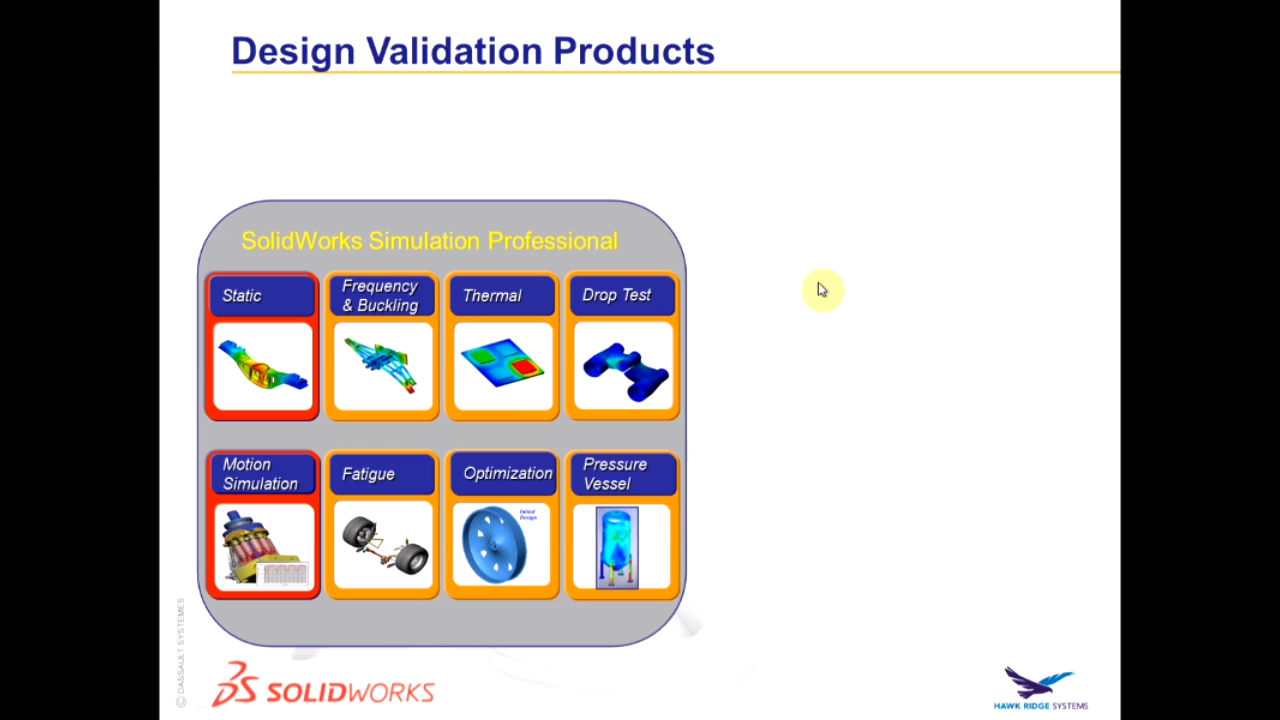 Design Validation Products
SolidWorks Simulation Professional
Static
Frequency
& Buckling
Thermal
Drop Test
Motion
Simulation
Fatigue
Optimization
Pressure
Vessel
Design
© DASSAULT SYSTEMES
SOLIDWORKS
HAWK RIDGE SYSTEMS